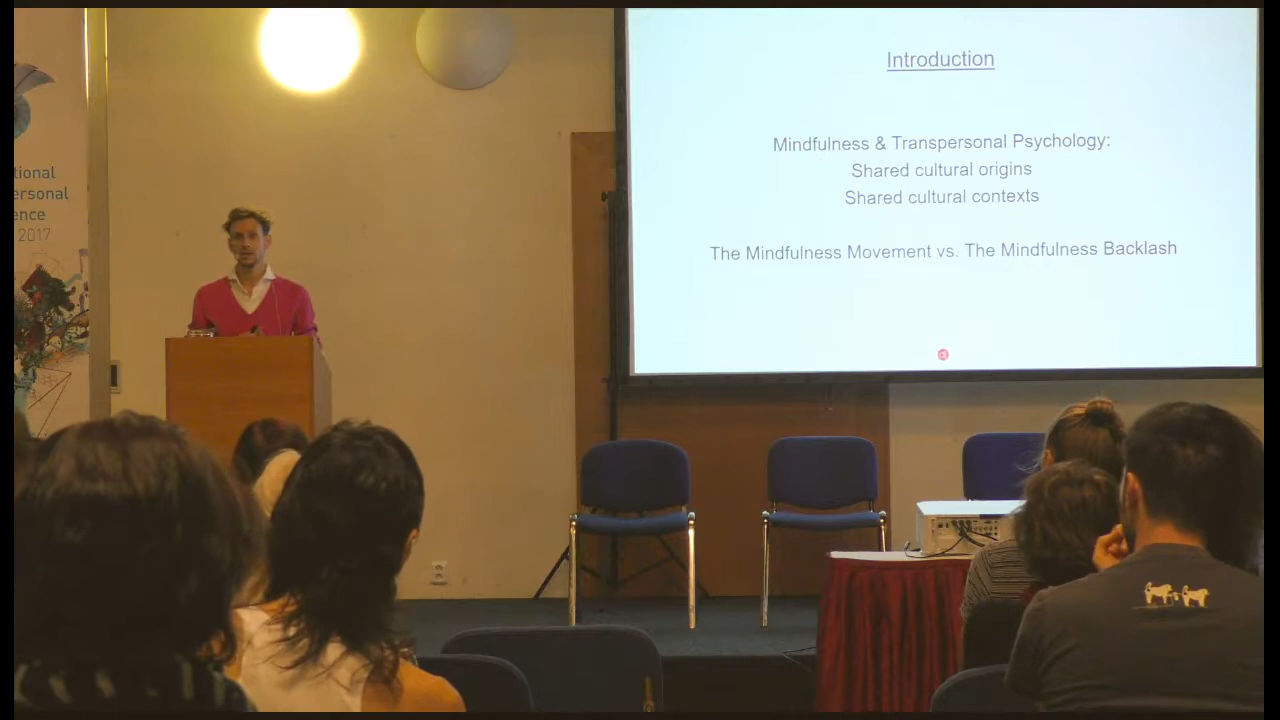 tional
ersonal
ence
2017
Introduction
Mindfulness & Transpersonal Psychology:
Shared cultural origins
Shared cultural contexts
The Mindfulness Movement vs. The Mindfulness Backlash